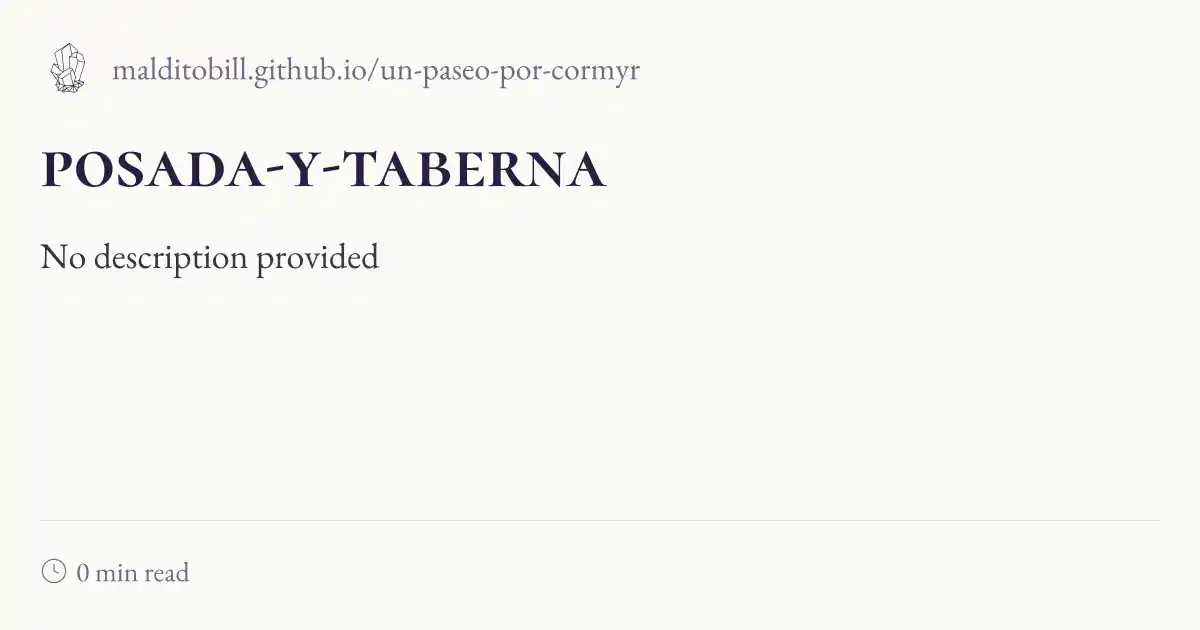 malditobill.github.io/un-paseo-por-cormyr
POSADA-Y-TABERNA
No description provided
0 min read